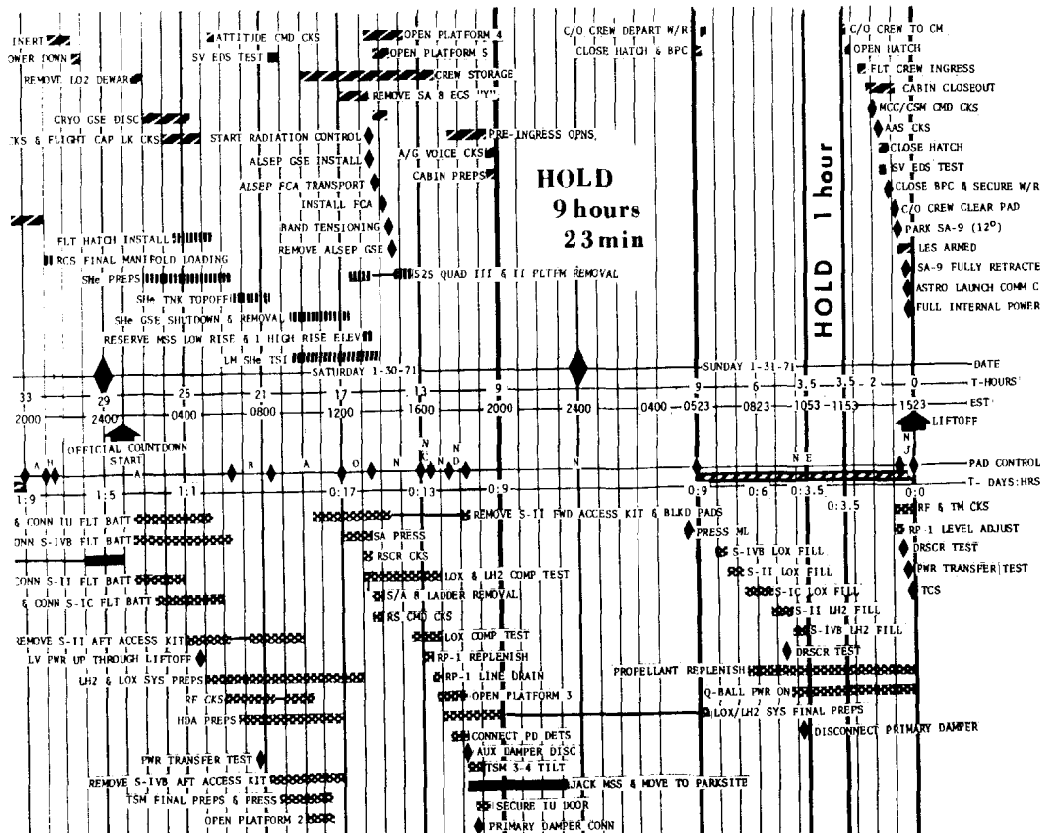 INERT
ATTITIDE CMD CKS
OPEN PLATFORM 4
C/O CREW DEPART W/R
C/O CREW TO CM
OWER DOWN
SV EDS TEST
OPEN PLATFORM 5
CLOSE HATCH & BPC
OPEN HATCH
REMOVE LO2 DEWAR
CREW STORAGE
FLT CREW INGRESS
REMOVE SA 8 ECS "Y"
CABIN CLOSEOUT
CRYO GSE DISC
MCC/CSM CMD CKS
CKS & FLIGHT CAP LK CKS
START RADIATION CONTROL
PRE-INGRESS OPNS
AAS CKS
ALSEP GSE INSTALL
A/G VOICE CKS
CLOSE HATCH
ALSEP FCA TRANSPORT
CABIN PREPS
SV EDS TEST
HOLD
9 hours
23 min
HOLD 1 hour
INSTALL FCA
CLOSE BPC & SECURE W/R
BAND TENSIONING
C/O CREW CLEAR PAD
FLT HATCH INSTALL
REMOVE ALSEP GSE
PARK SA-9 (12°)
RCS FINAL MANIFOLD LOADING
LES ARMED
SHe PREPS
S2S QUAD III & II PLTFM REMOVAL
SA-9 FULLY RETRACTE
SHe TNK TOPOFF
ASTRO LAUNCH COMM C
SHe GSE SHUTDOWN & REMOVAL
FULL INTERNAL POWER
RESERVE MSS LOW RISE & 1 HIGH RISE ELEV
LM SHe TSI
SATURDAY 1-30-71
SUNDAY 1-31-71
DATE
33 29 25 21 17 13 9 9 6 3.5 3.5 2 0 T-HOURS
2000 2400 0400 0800 1200 1600 2000 2400 0400 0523 0823 1053 1153 1523 EST
OFFICIAL COUNTDOWN
START
LIFTOFF
A H A R A O N N C N N D N N E N J PAD CONTROL
1:9 1:5 1:1 0:17 0:13 0:9 0:9 0:6 0:3.5 0:0 T- DAYS:HRS
0:3.5
& CONN IU FLT BATT
REMOVE S-II FWD ACCESS KIT & BLKD PADS
RF & TM CKS
CONN S-IVB FLT BATT
SA PRESS
PRESS ML
RP-1 LEVEL ADJUST
RSCR CKS
S-IVB LOX FILL
DRSCR TEST
CONN S-II FLT BATT
LOX & LH2 COMP TEST
S-II LOX FILL
PWR TRANSFER TEST
& CONN S-IC FLT BATT
S/A 8 LADDER REMOVAL
S-IC LOX FILL
TCS
RS CMD CKS
S-II LH2 FILL
REMOVE S-II AFT ACCESS KIT
LOX COMP TEST
S-IVB LH2 FILL
LV PWR UP THROUGH LIFTOFF
RP-1 REPLENISH
DRSCR TEST
LH2 & LOX SYS PREPS
RP-1 LINE DRAIN
PROPELLANT REPLENISH
RF CKS
OPEN PLATFORM 3
Q-BALL PWR ON
HDA PREPS
LOX/LH2 SYS FINAL PREPS
CONNECT PD DETS
DISCONNECT PRIMARY DAMPER
PWR TRANSFER TEST
AUX DAMPER DISC
TSM 3-4 TILT
REMOVE S-IVB AFT ACCESS KIT
JACK MSS & MOVE TO PARKSITE
TSM FINAL PREPS & PRESS
SECURE IU DOOR
OPEN PLATFORM 2
PRIMARY DAMPER CONN